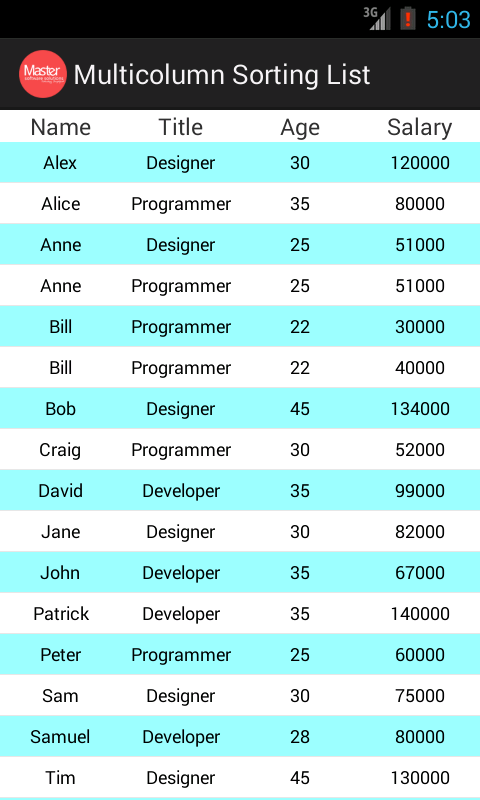 3G 5:03
Master Multicolumn Sorting List
SOFTWARE SOLUTIONS
Name Title Age Salary
Alex Designer 30 120000
Alice Programmer 35 80000
Anne Designer 25 51000
Anne Programmer 25 51000
Bill Programmer 22 30000
Bill Programmer 22 40000
Bob Designer 45 134000
Craig Programmer 30 52000
David Developer 35 99000
Jane Designer 30 82000
John Developer 35 67000
Patrick Developer 35 140000
Peter Programmer 25 60000
Sam Designer 30 75000
Samuel Developer 28 80000
Tim Designer 45 130000